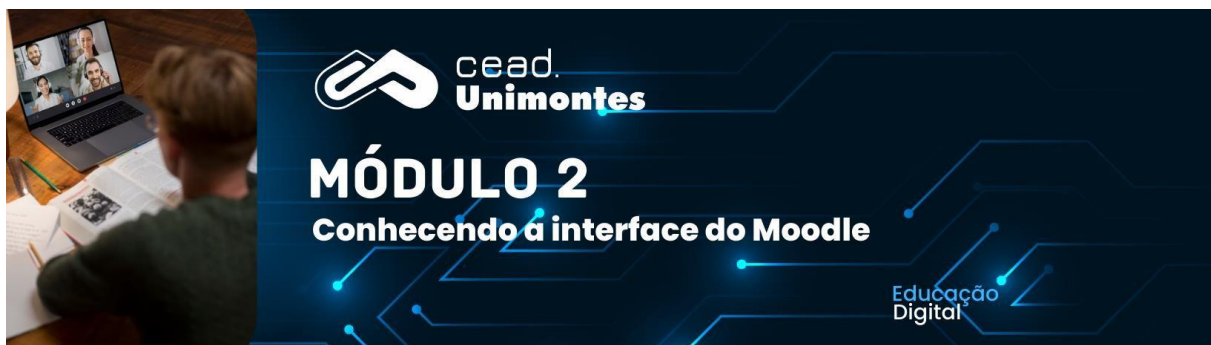 cead.
Unimontes
MÓDULO 2
Conhecendo a interface do Moodle
Educação
Digital